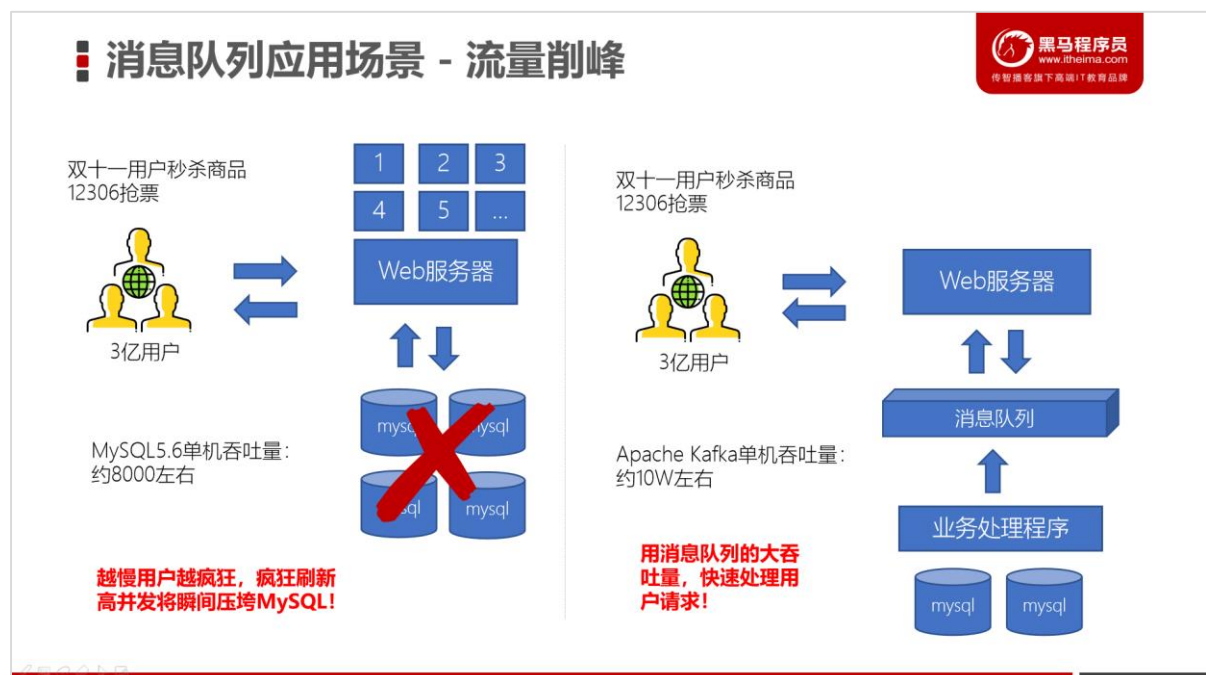 消息队列应用场景 - 流量削峰
黑马程序员
www.itheima.com
传智播客旗下高端IT教育品牌
双十一用户秒杀商品
12306抢票
3亿用户
1
2
3
4
5
...
Web服务器
mysql
mysql
mysql
mysql
MySQL5.6单机吞吐量:
约8000左右
越慢用户越疯狂，疯狂刷新
高并发将瞬间压垮MySQL!
双十一用户秒杀商品
12306抢票
3亿用户
Web服务器
消息队列
Apache Kafka单机吞吐量:
约10W左右
业务处理程序
用消息队列的大吞
吐量，快速处理用
户请求!
mysql
mysql